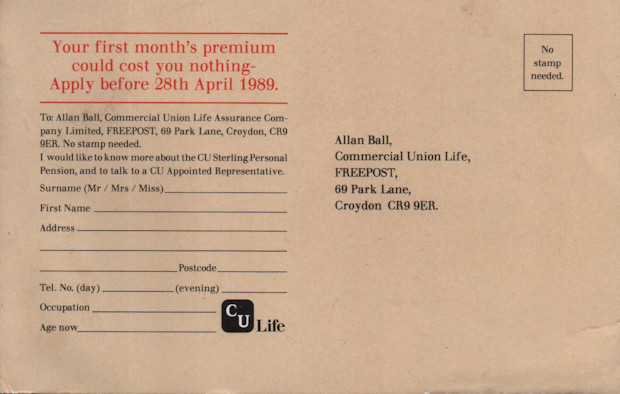 Your first month's premium
could cost you nothing-
Apply before 28th April 1989.
To: Allan Ball, Commercial Union Life Assurance Com-
pany Limited, FREEPOST, 69 Park Lane, Croydon, CR9
9ER. No stamp needed.
I would like to know more about the CU Sterling Personal
Pension, and to talk to a CU Appointed Representative.
Surname (Mr / Mrs / Miss)
First Name
Address
Postcode
Tel. No. (day) (evening)
Occupation
Age now
CU Life
No
stamp
needed.
Allan Ball,
Commercial Union Life,
FREEPOST,
69 Park Lane,
Croydon CR9 9ER.